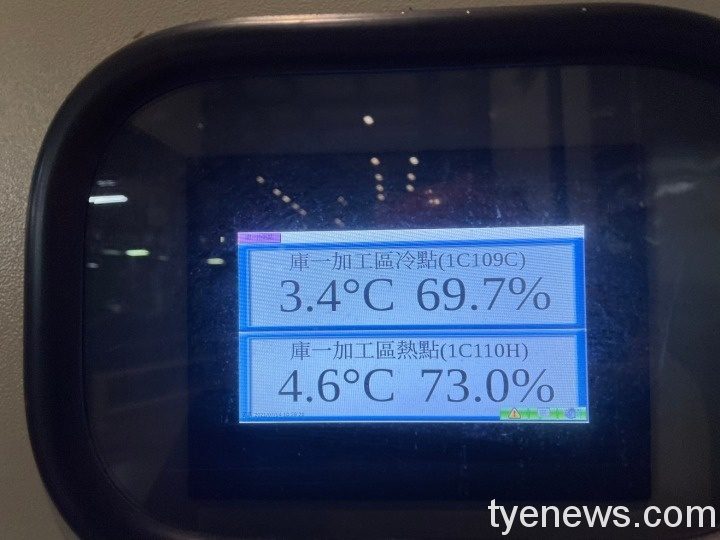 庫一加工區冷點(1C109C)
3.4°C 69.7%
庫一加工區熱點(1C110H)
4.6°C 73.0%
tyenews.com